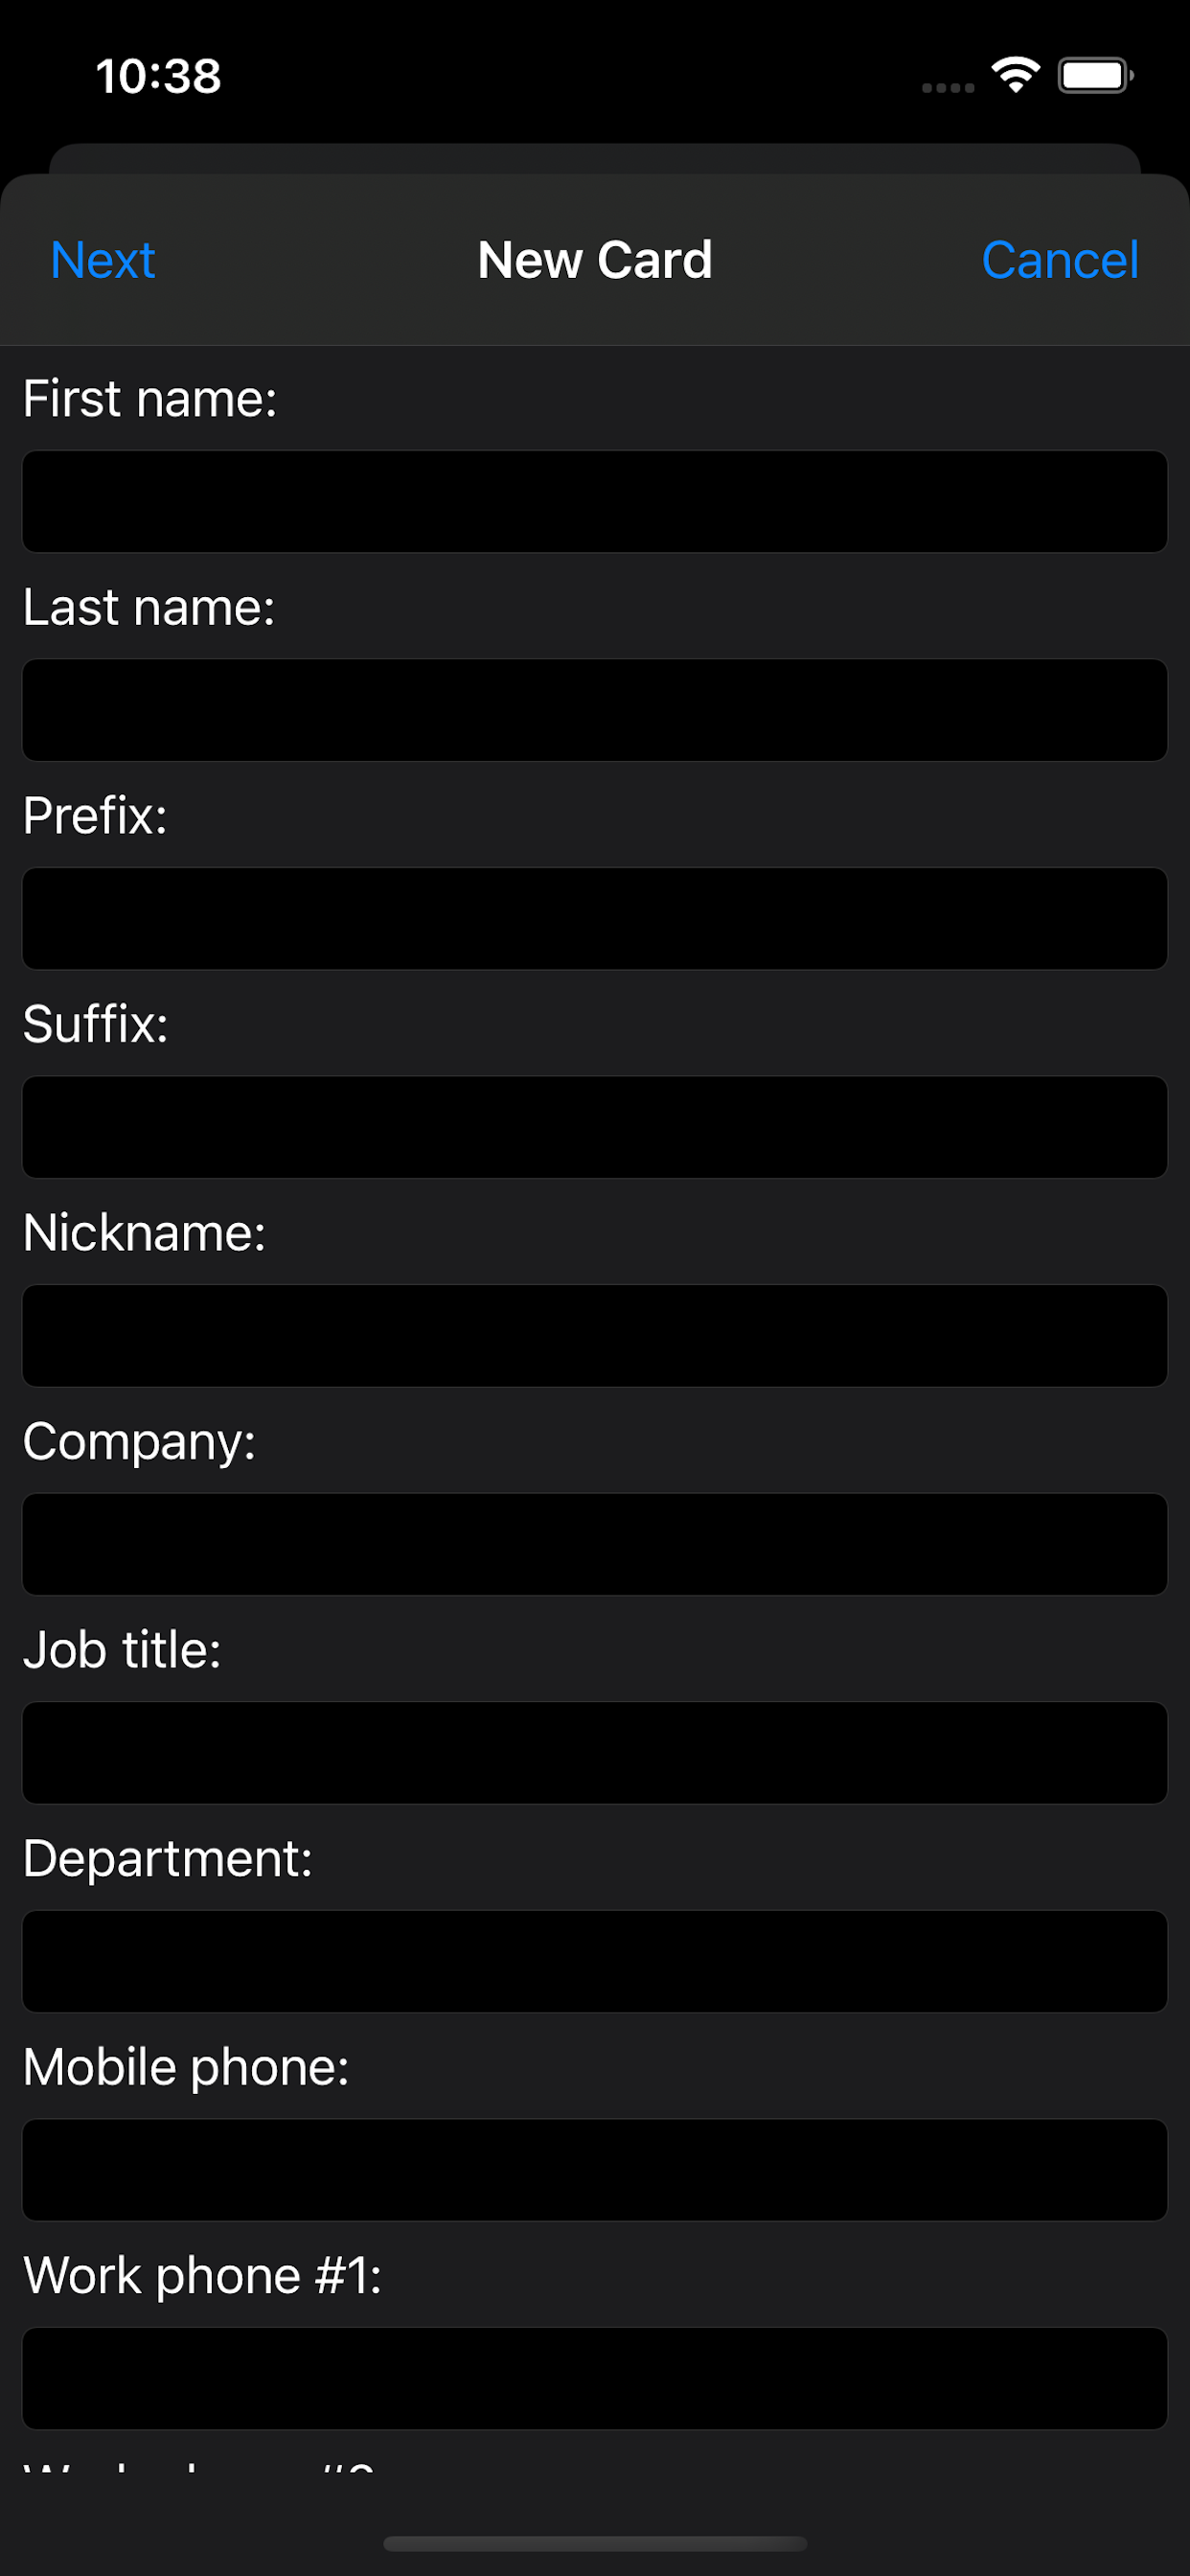 10:38
Next New Card Cancel
First name:
Last name:
Prefix:
Suffix:
Nickname:
Company:
Job title:
Department:
Mobile phone:
Work phone #1: